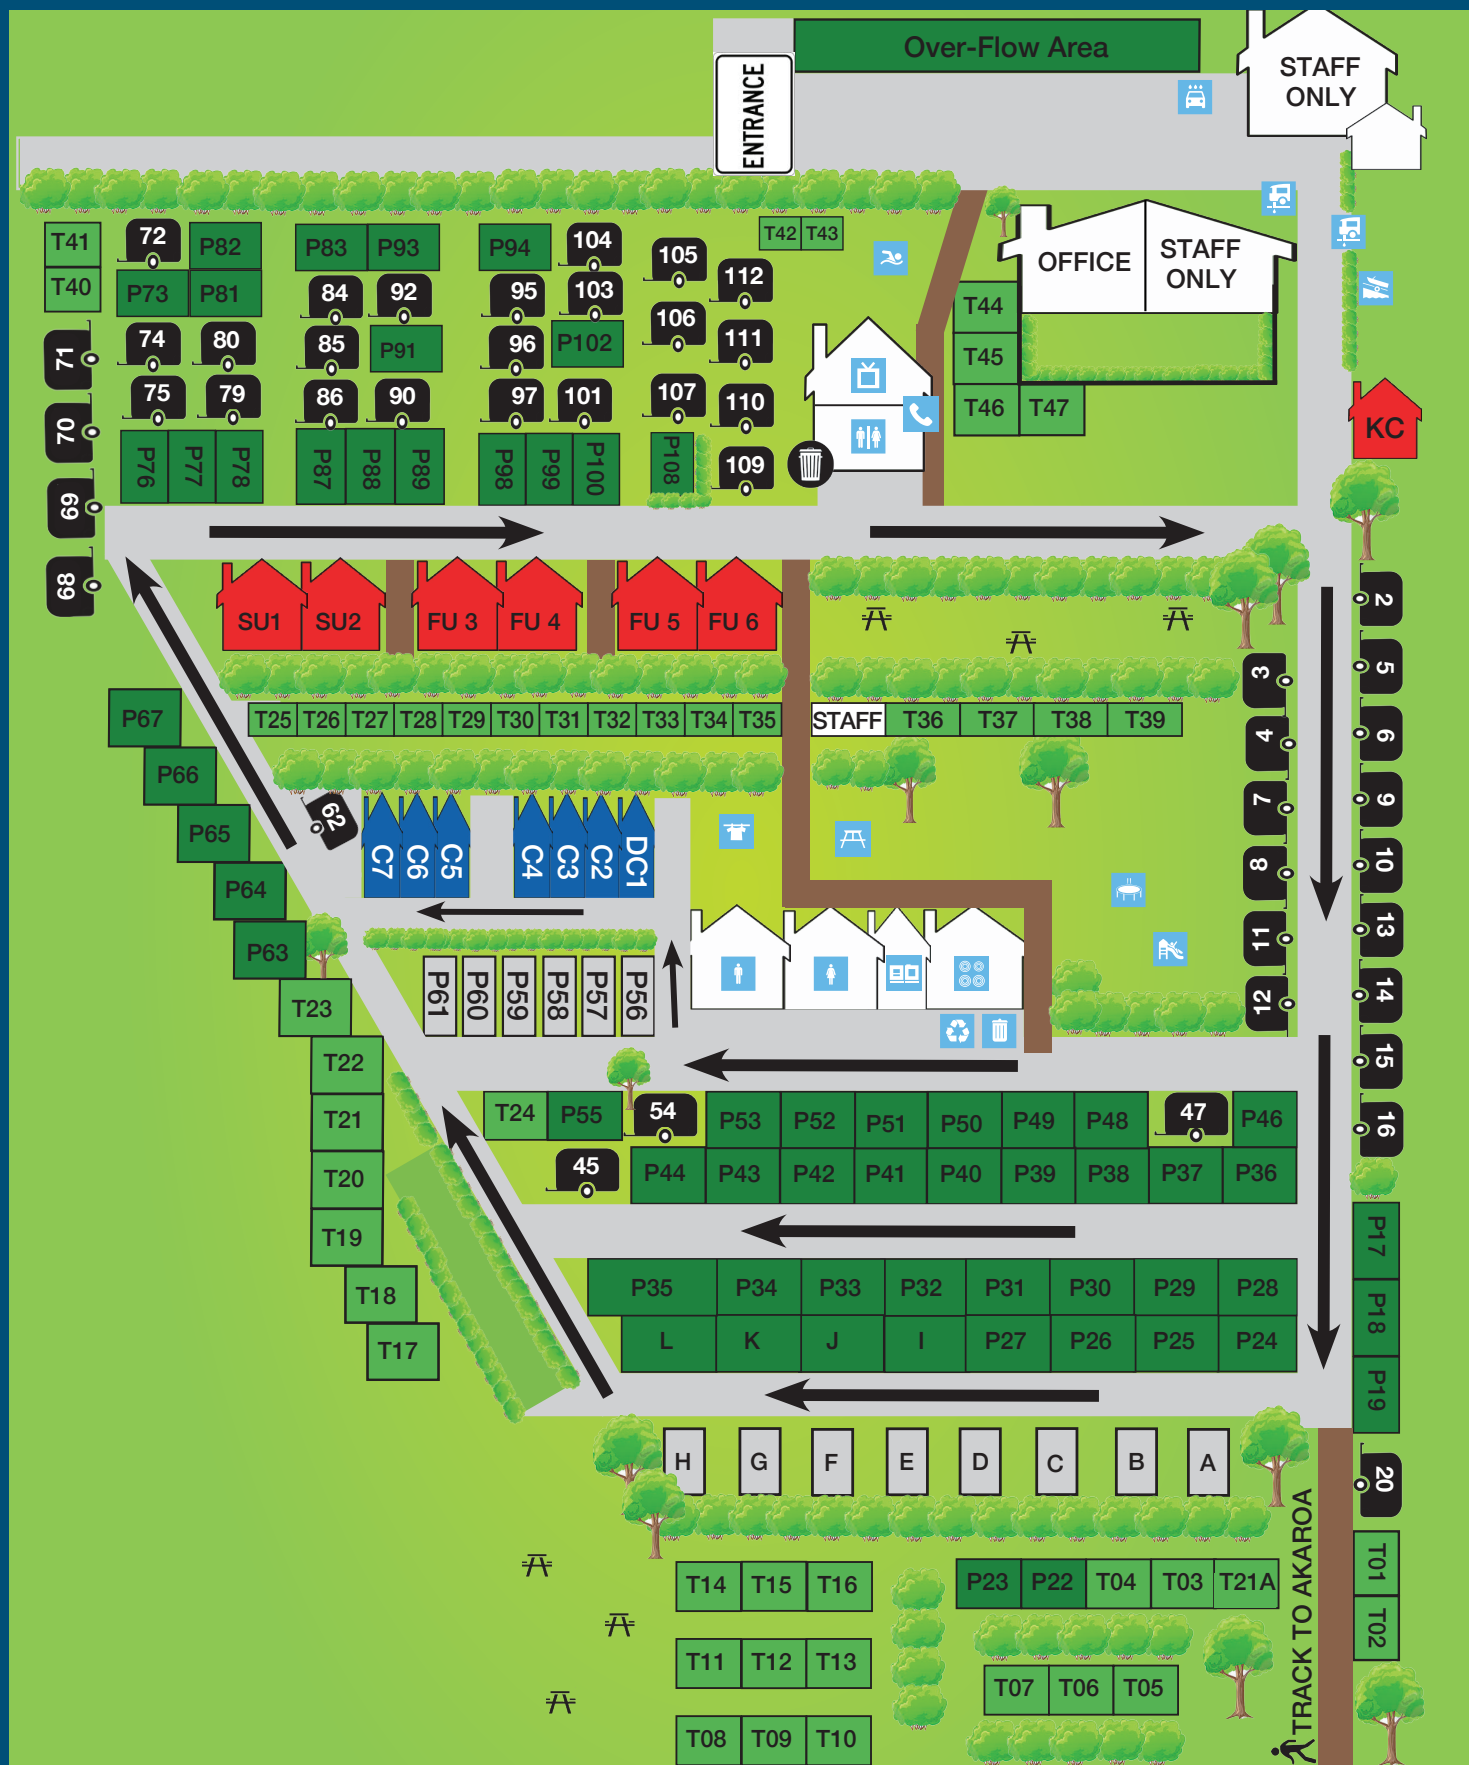 Over-Flow Area
STAFF
ONLY
ENTRANCE
T41
72
P82
P83
P93
P94
104
105
T42
T43
OFFICE
STAFF
ONLY
T40
P73
P81
84
92
95
103
112
T44
71
74
80
85
P91
96
P102
106
111
T45
70
75
79
86
90
97
101
107
110
T46
T47
KC
69
P76
P77
P78
P87
P88
P89
P98
P99
P100
P108
109
68
SU1
SU2
FU 3
FU 4
FU 5
FU 6
2
3
5
P67
T25
T26
T27
T28
T29
T30
T31
T32
T33
T34
T35
STAFF
T36
T37
T38
T39
4
6
P66
7
9
P65
62
C7
C6
C5
C4
C3
C2
DC1
8
10
P64
11
13
P63
12
14
T23
P61
P60
P59
P58
P57
P56
T22
15
T21
T24
P55
54
P53
P52
P51
P50
P49
P48
47
P46
16
T20
45
P44
P43
P42
P41
P40
P39
P38
P37
P36
T19
P17
T18
P35
P34
P33
P32
P31
P30
P29
P28
P18
T17
L
K
J
I
P27
P26
P25
P24
P19
H
G
F
E
D
C
B
A
20
TRACK TO AKAROA
T14
T15
T16
P23
P22
T04
T03
T21A
T01
T02
T11
T12
T13
T07
T06
T05
T08
T09
T10